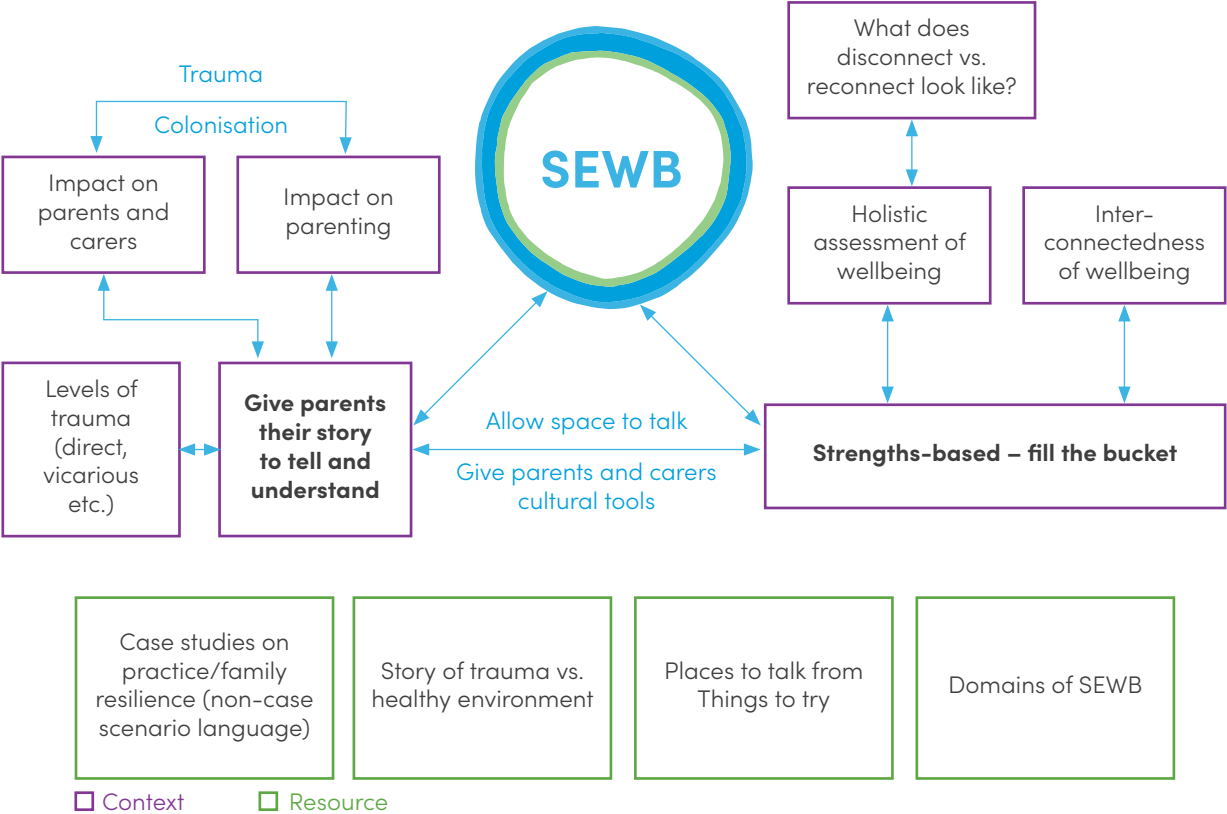 Trauma
Colonisation
Impact on
parents and
carers
Impact on
parenting
SEWB
What does
disconnect vs.
reconnect look like?
Holistic
assessment of
wellbeing
Inter-
connectedness
of wellbeing
Levels of
trauma
(direct,
vicarious
etc.)
Give parents
their story
to tell and
understand
Allow space to talk
Give parents and carers
cultural tools
Strengths-based – fill the bucket
Case studies on
practice/family
resilience (non-case
scenario language)
Story of trauma vs.
healthy environment
Places to talk from
Things to try
Domains of SEWB
Context
Resource